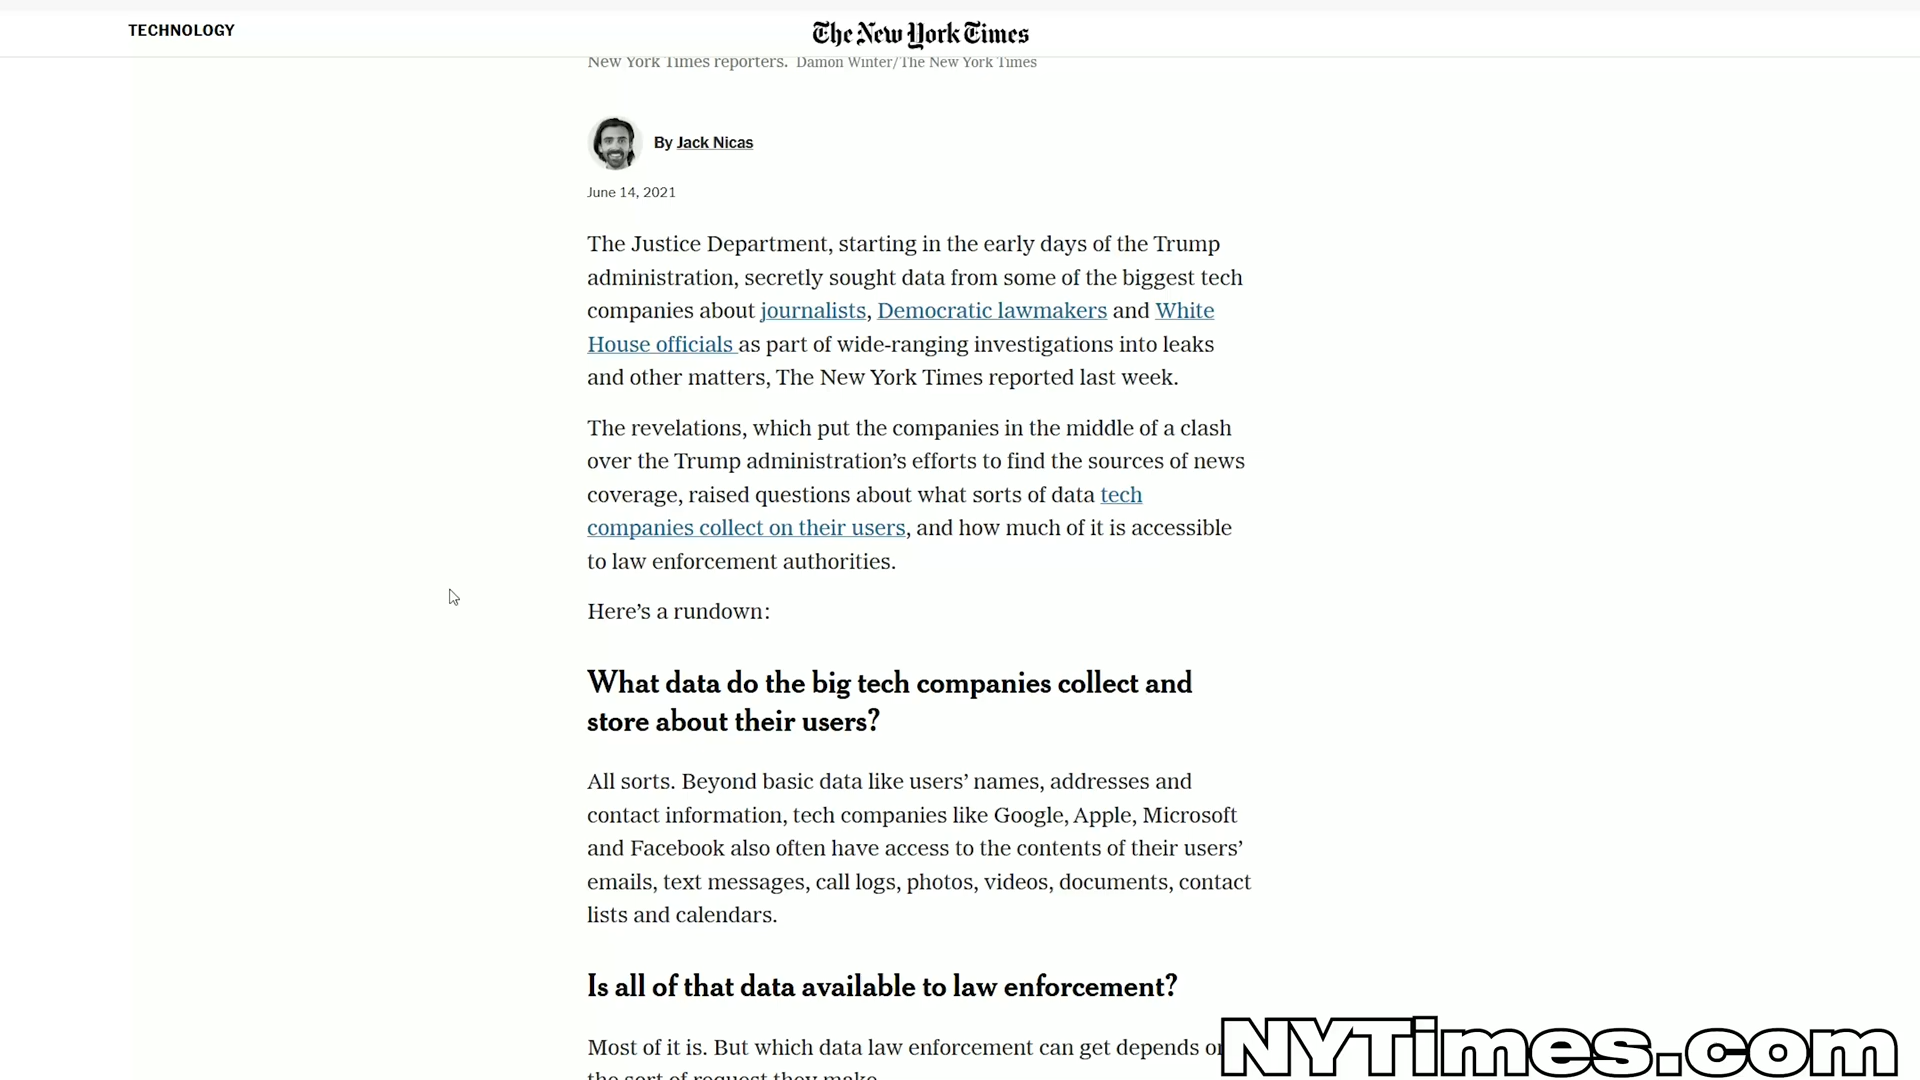 TECHNOLOGY
The New York Times
New York Times reporters. Damon Winter/The New York Times
By Jack Nicas
June 14, 2021
The Justice Department, starting in the early days of the Trump
administration, secretly sought data from some of the biggest tech
companies about journalists, Democratic lawmakers and White
House officials as part of wide-ranging investigations into leaks
and other matters, The New York Times reported last week.
The revelations, which put the companies in the middle of a clash
over the Trump administration’s efforts to find the sources of news
coverage, raised questions about what sorts of data tech
companies collect on their users, and how much of it is accessible
to law enforcement authorities.
Here’s a rundown:
What data do the big tech companies collect and
store about their users?
All sorts. Beyond basic data like users’ names, addresses and
contact information, tech companies like Google, Apple, Microsoft
and Facebook also often have access to the contents of their users’
emails, text messages, call logs, photos, videos, documents, contact
lists and calendars.
Is all of that data available to law enforcement?
Most of it is. But which data law enforcement can get depends
the sort of request they make.
NYTimes.com